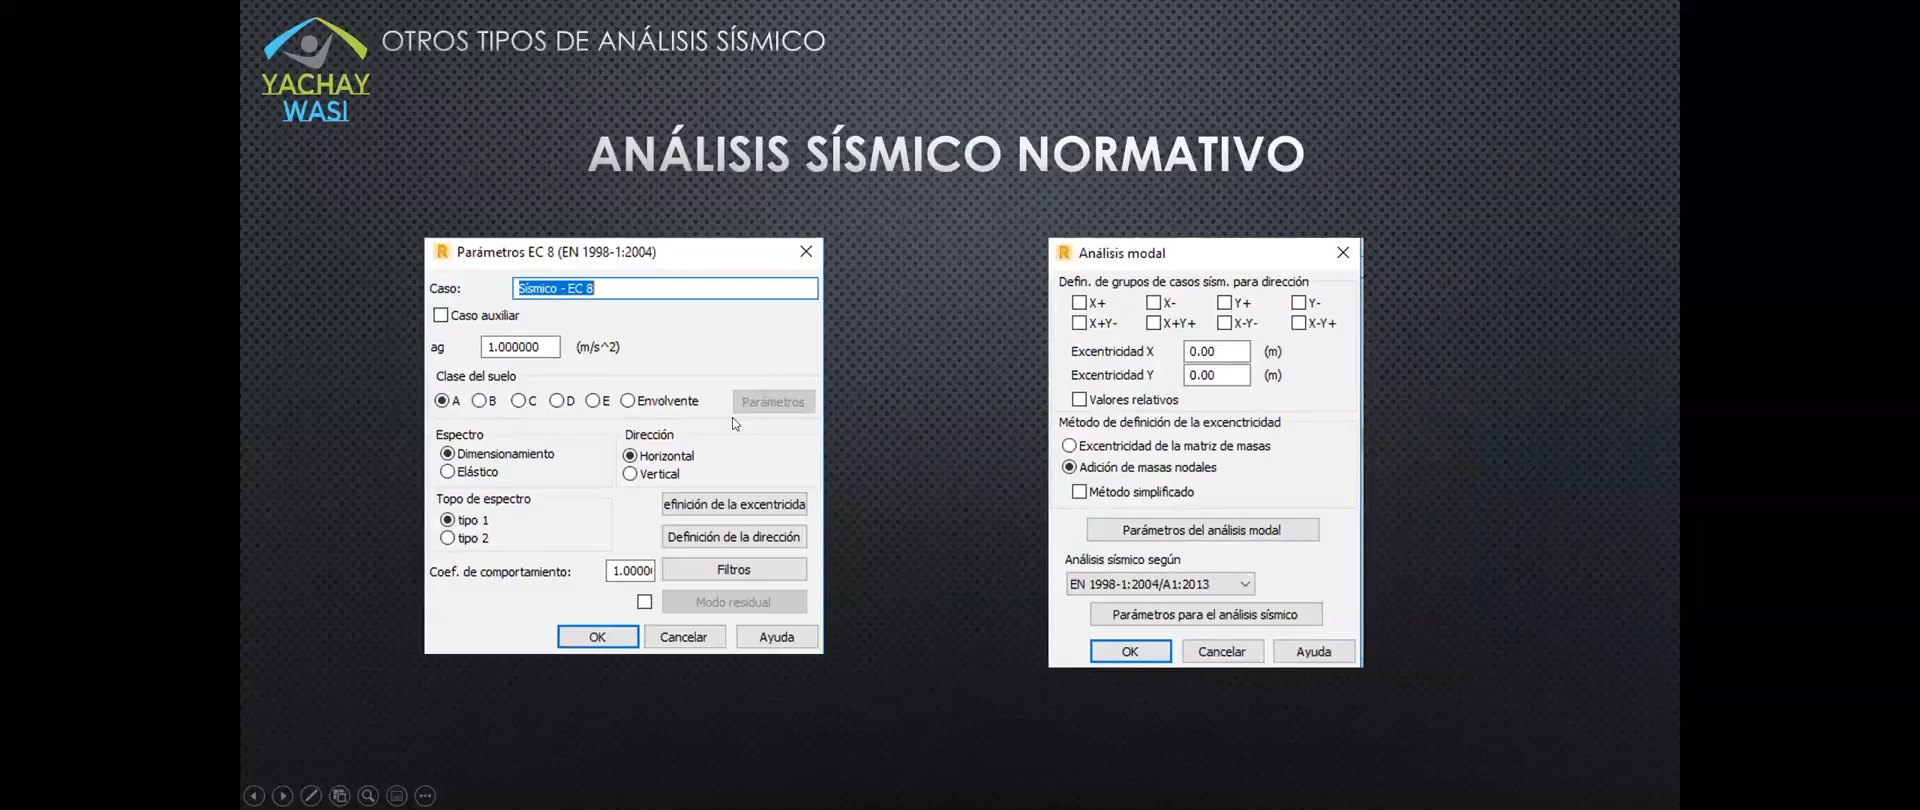 YACHAY
WASI
OTROS TIPOS DE ANÁLISIS SÍSMICO
ANÁLISIS SÍSMICO NORMATIVO
R Parámetros EC 8 (EN 1998-1:2004)
Caso: Sísmico - EC 8
Caso auxiliar
ag 1.000000 (m/s^2)
Clase del suelo
A B C D E Envolvente Parámetros
Espectro
Dimensionamiento
Elástico
Dirección
Horizontal
Vertical
Topo de espectro
tipo 1
tipo 2
efinición de la excentricida
Definición de la dirección
Coef. de comportamiento: 1.0000 Filtros
Modo residual
OK Cancelar Ayuda
R Análisis modal
Defin. de grupos de casos sísm. para dirección
X+ X- Y+ Y-
X+Y- X+Y+ X-Y- X-Y+
Excentricidad X 0.00 (m)
Excentricidad Y 0.00 (m)
Valores relativos
Método de definición de la excenctricidad
Excentricidad de la matriz de masas
Adición de masas nodales
Método simplificado
Parámetros del análisis modal
Análisis sísmico según
EN 1998-1:2004/A1:2013
Parámetros para el análisis sísmico
OK Cancelar Ayuda